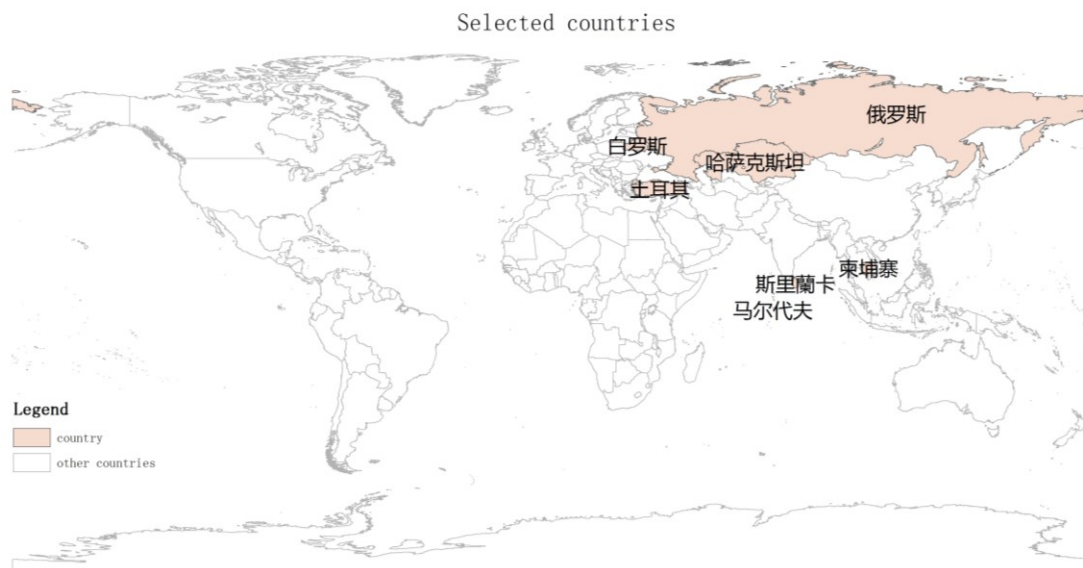 Selected countries
俄罗斯
白罗斯
哈萨克斯坦
土耳其
柬埔寨
斯里蘭卡
马尔代夫
Legend
country
other countries